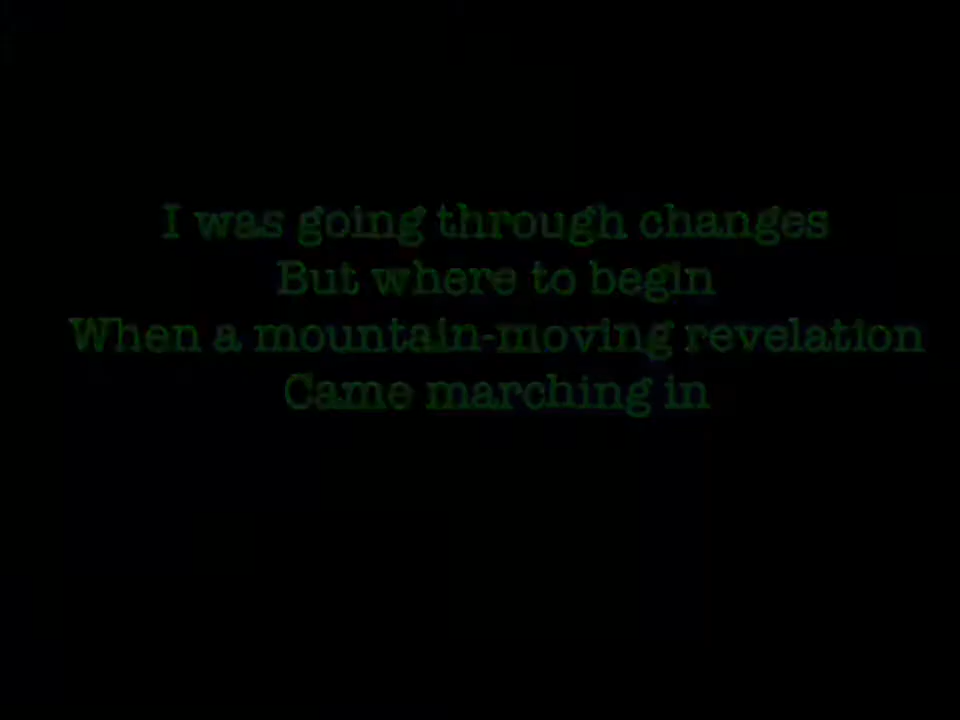 I was going through changes
But where to begin
When a mountain-moving revelation
Came marching in